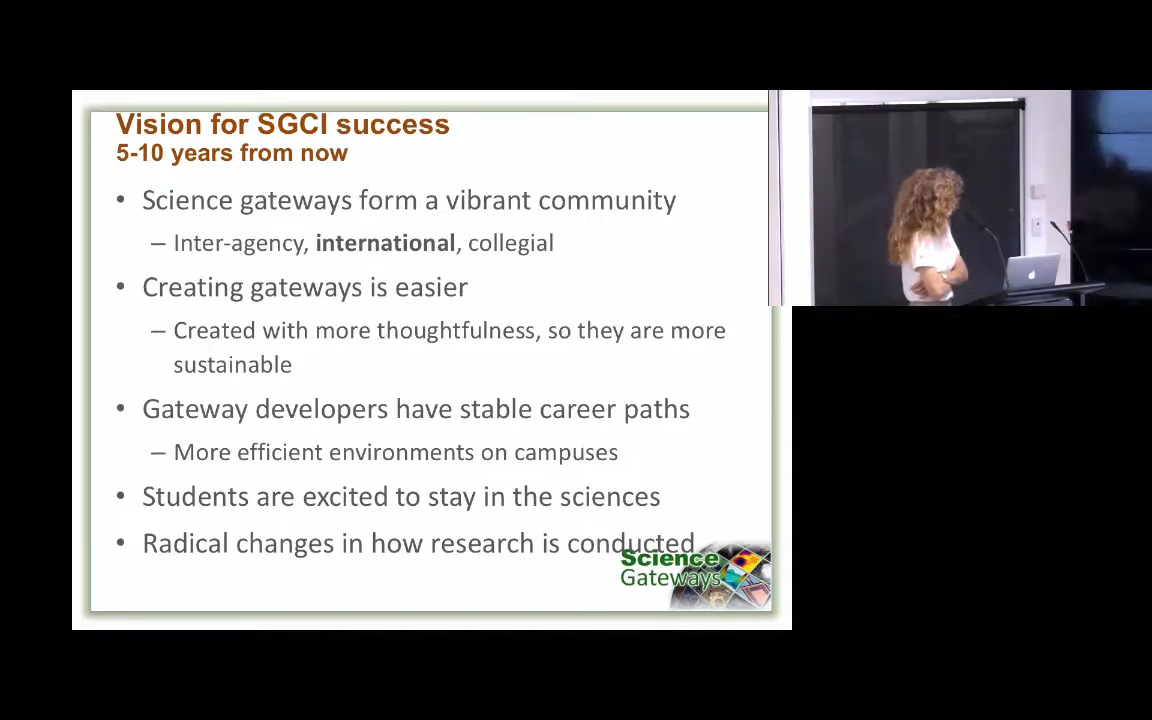 Vision for SGCI success
5-10 years from now
• Science gateways form a vibrant community
– Inter-agency, international, collegial
• Creating gateways is easier
– Created with more thoughtfulness, so they are more
sustainable
• Gateway developers have stable career paths
– More efficient environments on campuses
• Students are excited to stay in the sciences
• Radical changes in how research is conducted
Science
Gateways